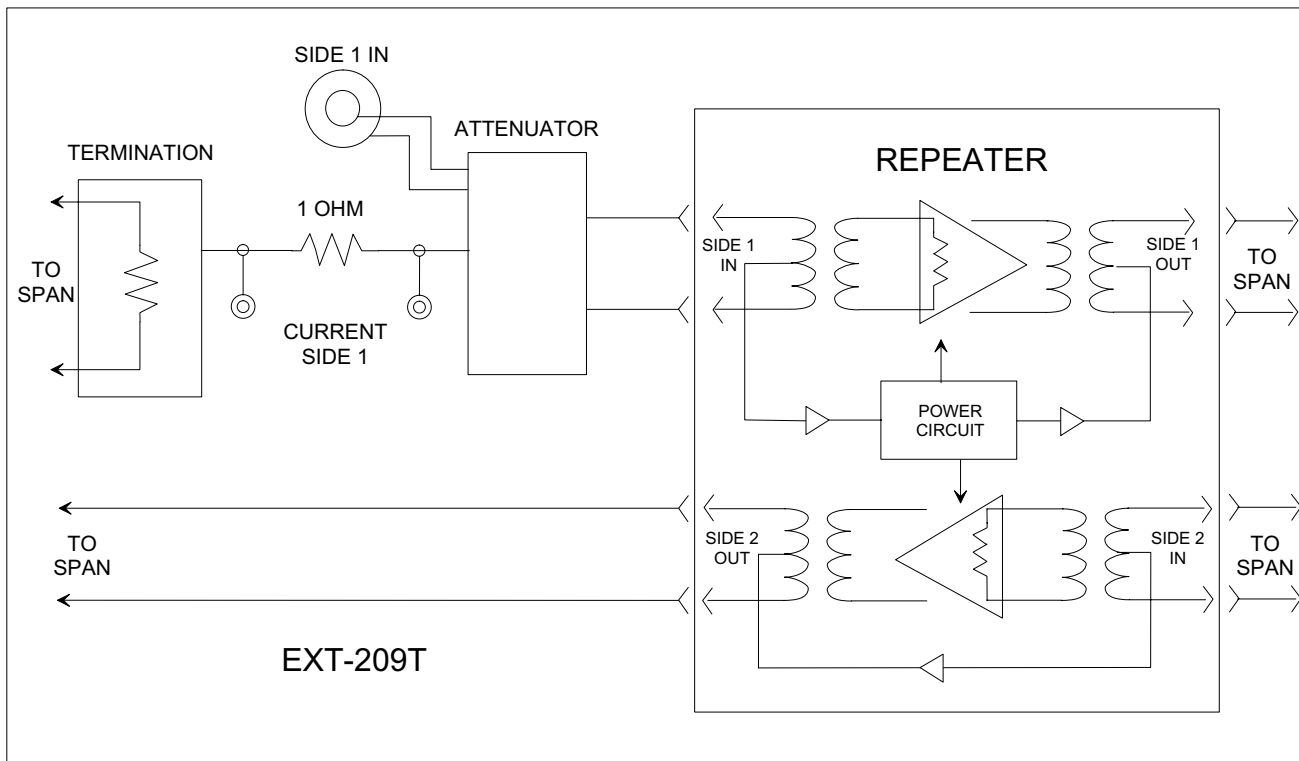 SIDE 1 IN
ATTENUATOR
TERMINATION
REPEATER
1 OHM
TO
SPAN
CURRENT
SIDE 1
SIDE 1
IN
SIDE 1
OUT
TO
SPAN
POWER
CIRCUIT
TO
SPAN
SIDE 2
OUT
SIDE 2
IN
TO
SPAN
EXT-209T